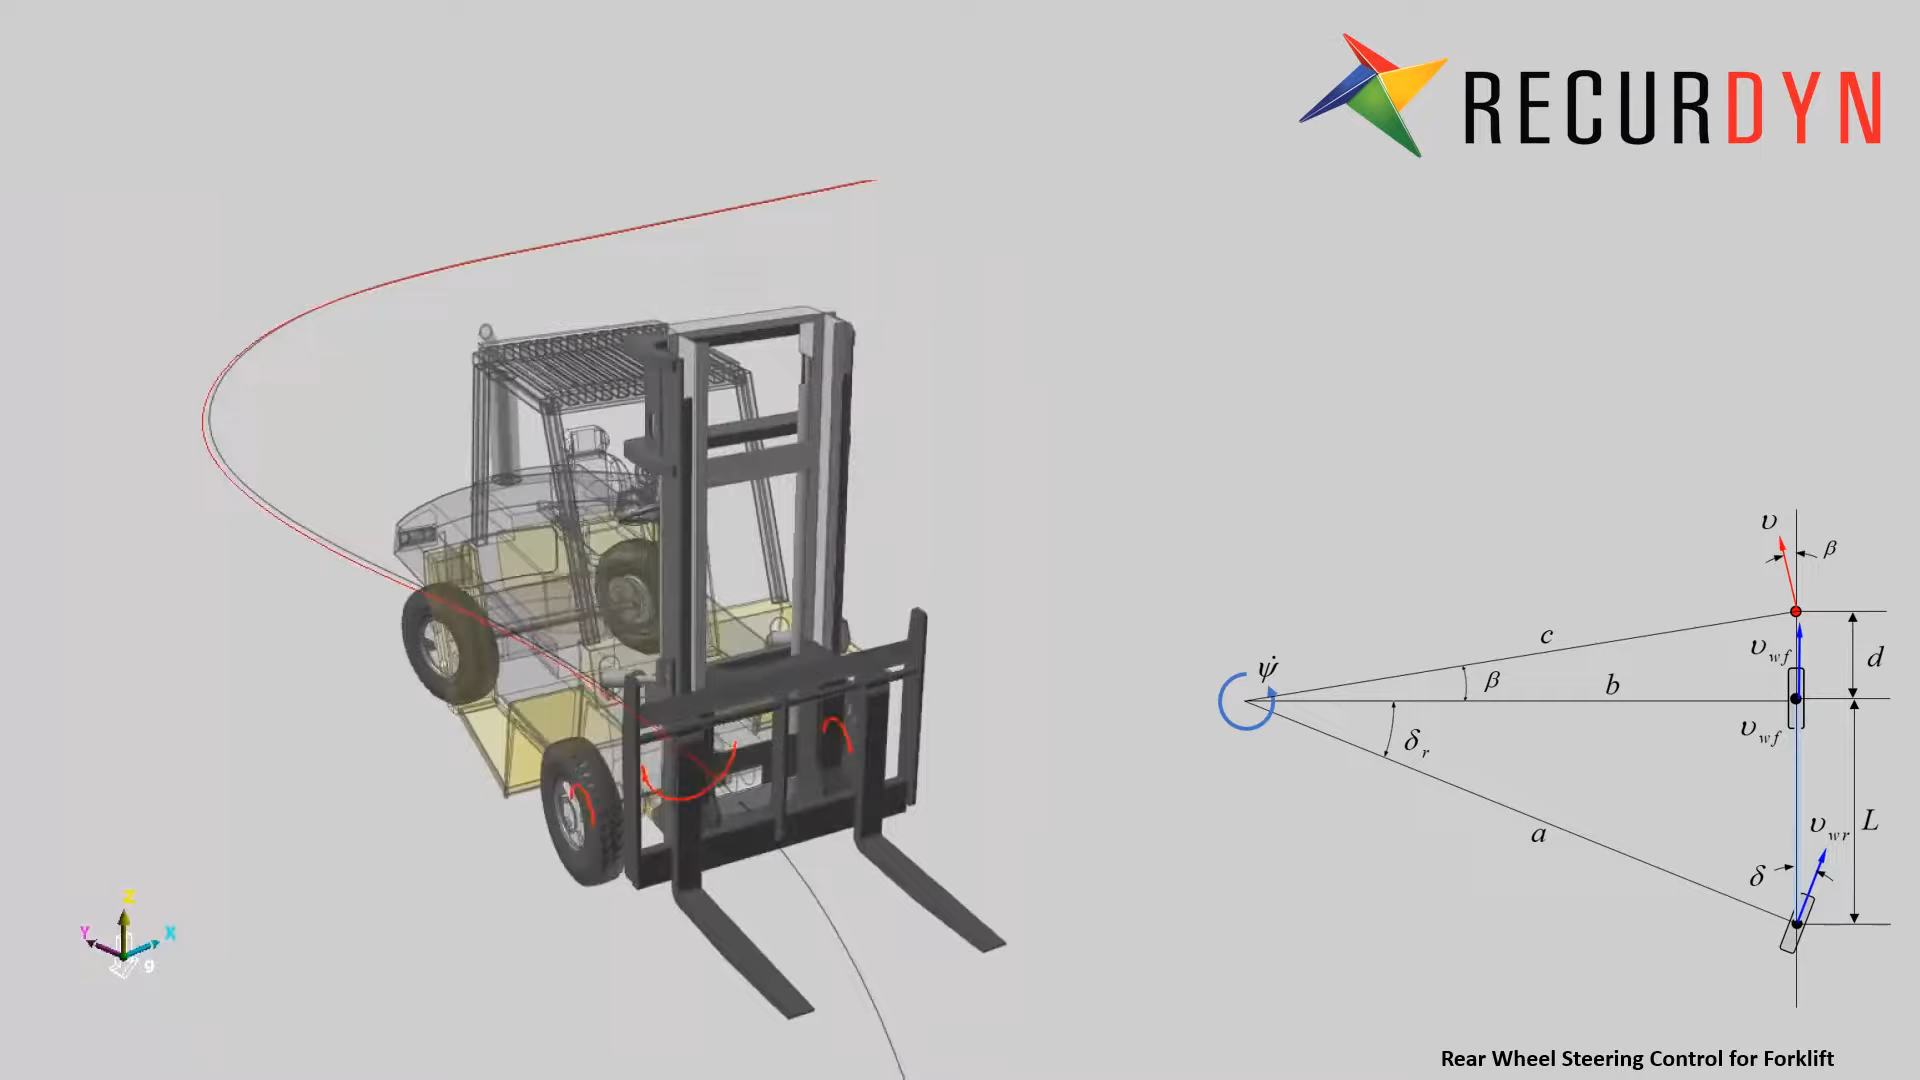 RECURDYN
υ
β
c
υwf
d
ψ̇
β
b
υwf
δr
a
υwr
L
δ
Z
Y
X
g
Rear Wheel Steering Control for Forklift